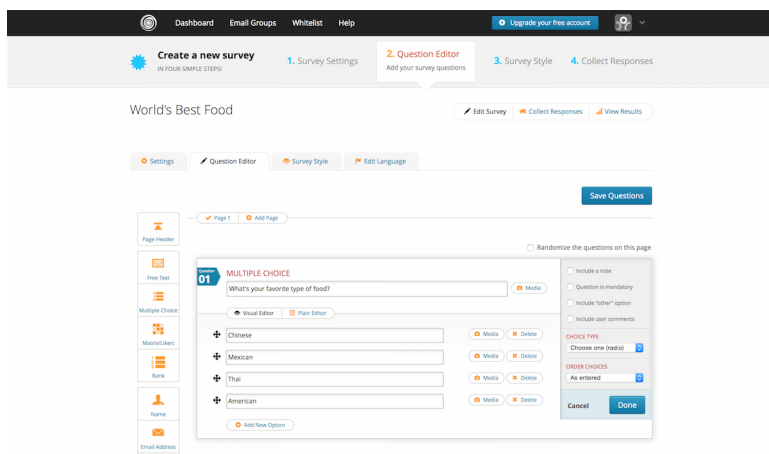 Dashboard Email Groups Whitelist Help Upgrade your free account
Create a new survey
IN FOUR SIMPLE STEPS!
1. Survey Settings
2. Question Editor
Add your survey questions
3. Survey Style
4. Collect Responses
World's Best Food
Edit Survey Collect Responses View Results
Settings Question Editor Survey Style Edit Language
Save Questions
Page 1 Add Page
Randomize the questions on this page
Page Header
Free Text
Multiple Choice
Matrix/Likert
Rank
Name
Email Address
Question
01
MULTIPLE CHOICE
What's your favorite type of food? Media
Visual Editor Plain Editor
Chinese Media Delete
Mexican Media Delete
Thai Media Delete
American Media Delete
Add New Option
Include a note
Question is mandatory
Include "other" option
Include user comments
CHOICE TYPE
Choose one (radio)
ORDER CHOICES
As entered
Cancel Done